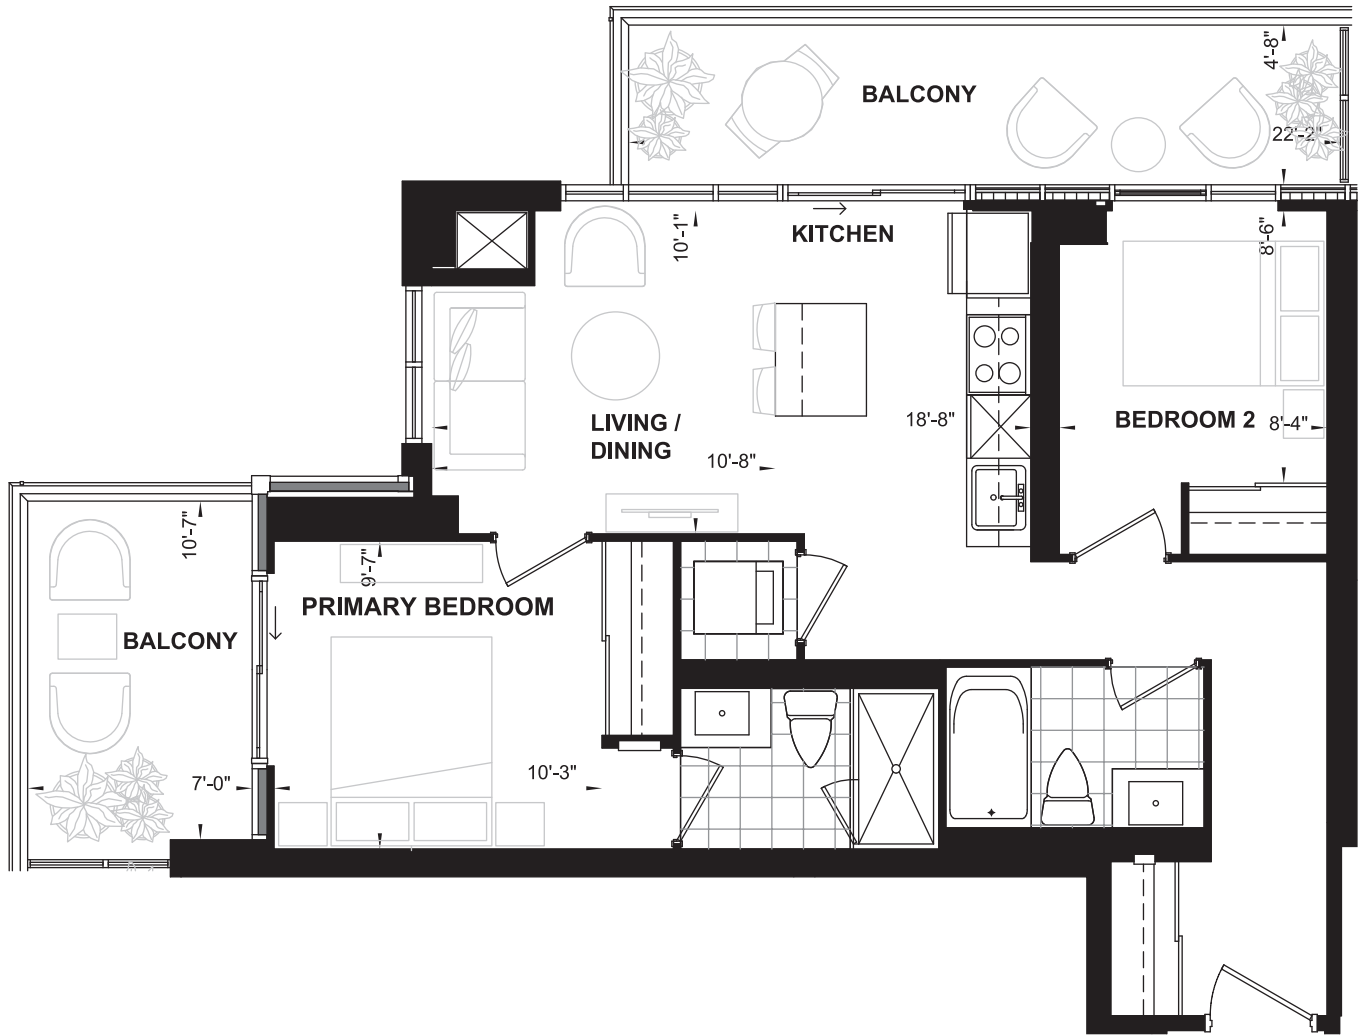 4'-8"
BALCONY
22'-2"
10'-1"
KITCHEN
8'-6"
LIVING /
DINING
18'-8"
BEDROOM 2
8'-4"
10'-8"
10'-7"
9'-7"
PRIMARY BEDROOM
BALCONY
7'-0"
10'-3"